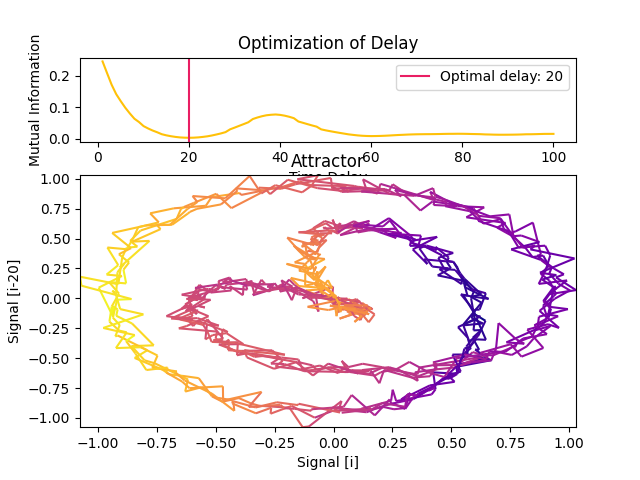 Optimization of Delay
Mutual Information
0.2
0.1
0.0
Optimal delay: 20
0 20 40 60 80 100
Time Delay
Attractor
Signal [i-20]
1.00
0.75
0.50
0.25
0.00
−0.25
−0.50
−0.75
−1.00
−1.00 −0.75 −0.50 −0.25 0.00 0.25 0.50 0.75 1.00
Signal [i]